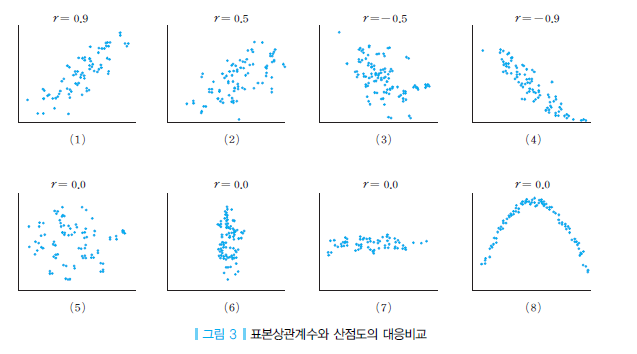 r = 0.9 r = 0.5 r = -0.5 r = -0.9
(1) (2) (3) (4)
r = 0.0 r = 0.0 r = 0.0 r = 0.0
(5) (6) (7) (8)
‖그림 3‖ 표본상관계수와 산점도의 대응비교